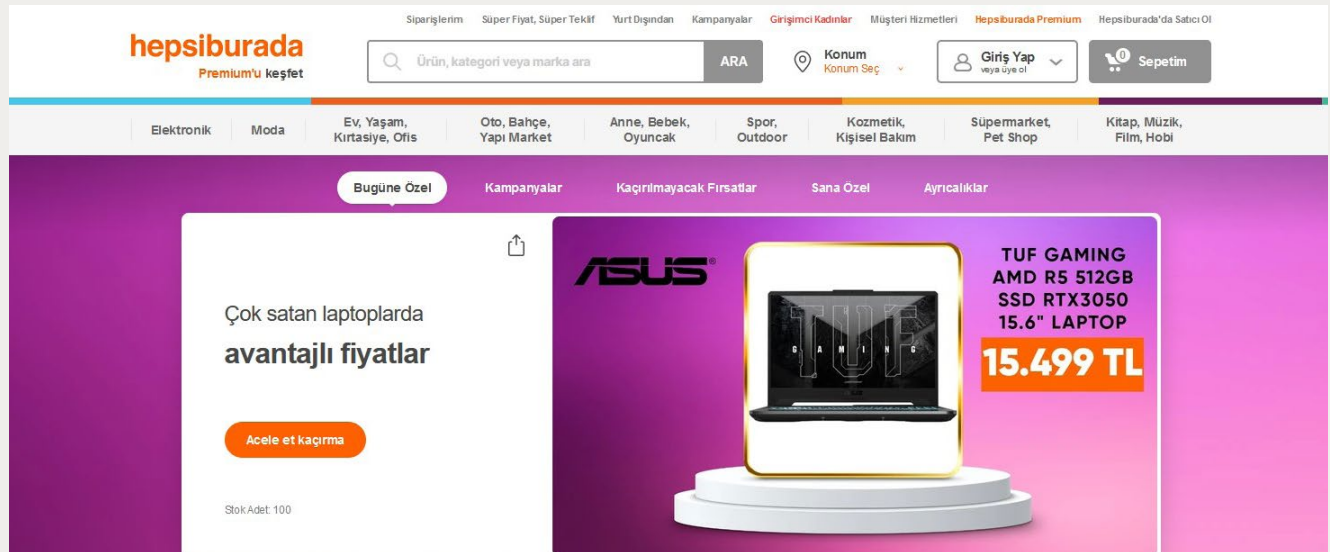 Siparişlerim Süper Fiyat, Süper Teklif Yurt Dışından Kampanyalar Girişimci Kadınlar Müşteri Hizmetleri Hepsiburada Premium Hepsiburada'da Satıcı Ol
hepsiburada
Premium'u keşfet
Ürün, kategori veya marka ara
ARA
Konum
Konum Seç
Giriş Yap
veya üye ol
0
Sepetim
Elektronik
Moda
Ev, Yaşam,
Kırtasiye, Ofis
Oto, Bahçe,
Yapı Market
Anne, Bebek,
Oyuncak
Spor,
Outdoor
Kozmetik,
Kişisel Bakım
Süpermarket,
Pet Shop
Kitap, Müzik,
Film, Hobi
Bugüne Özel Kampanyalar Kaçırılmayacak Fırsatlar Sana Özel Ayrıcalıklar
Çok satan laptoplarda
avantajlı fiyatlar
Acele et kaçırma
Stok Adet: 100
ASUS®
TUF
GAMING
TUF GAMING
AMD R5 512GB
SSD RTX3050
15.6" LAPTOP
15.499 TL